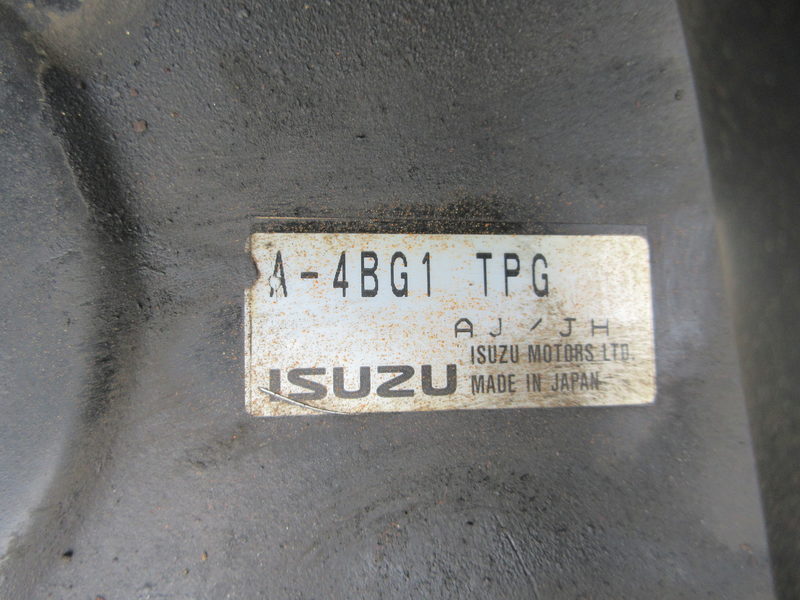 A-4BG1 TPG
AJ/JH
ISUZU MOTORS LTD.
ISUZU MADE IN JAPAN